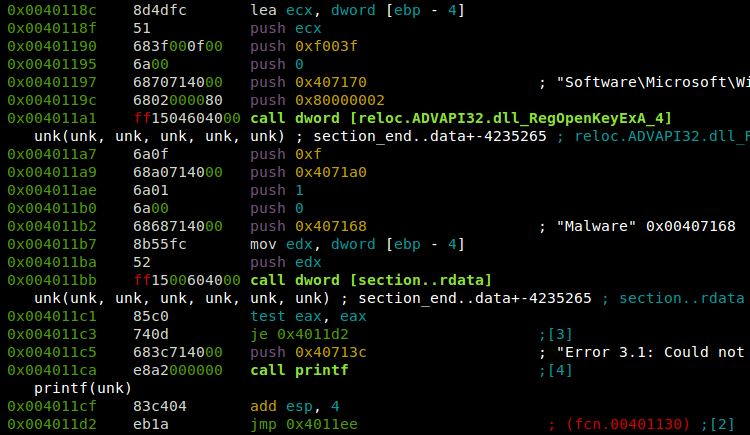 0x0040118c 8d4dfc lea ecx, dword [ebp - 4]
0x0040118f 51 push ecx
0x00401190 683f000f00 push 0xf003f
0x00401195 6a00 push 0
0x00401197 6870714000 push 0x407170 ; "Software\Microsoft\Wi
0x0040119c 6802000080 push 0x80000002
0x004011a1 ff1504604000 call dword [reloc.ADVAPI32.dll_RegOpenKeyExA_4]
unk(unk, unk, unk, unk, unk) ; section_end..data+-4235265 ; reloc.ADVAPI32.dll_R
0x004011a7 6a0f push 0xf
0x004011a9 68a0714000 push 0x4071a0
0x004011ae 6a01 push 1
0x004011b0 6a00 push 0
0x004011b2 6868714000 push 0x407168 ; "Malware" 0x00407168
0x004011b7 8b55fc mov edx, dword [ebp - 4]
0x004011ba 52 push edx
0x004011bb ff1500604000 call dword [section..rdata]
unk(unk, unk, unk, unk, unk, unk) ; section_end..data+-4235265 ; section..rdata
0x004011c1 85c0 test eax, eax
0x004011c3 740d je 0x4011d2 ;[3]
0x004011c5 683c714000 push 0x40713c ; "Error 3.1: Could not
0x004011ca e8a2000000 call printf ;[4]
printf(unk)
0x004011cf 83c404 add esp, 4
0x004011d2 eb1a jmp 0x4011ee ; (fcn.00401130) ;[2]